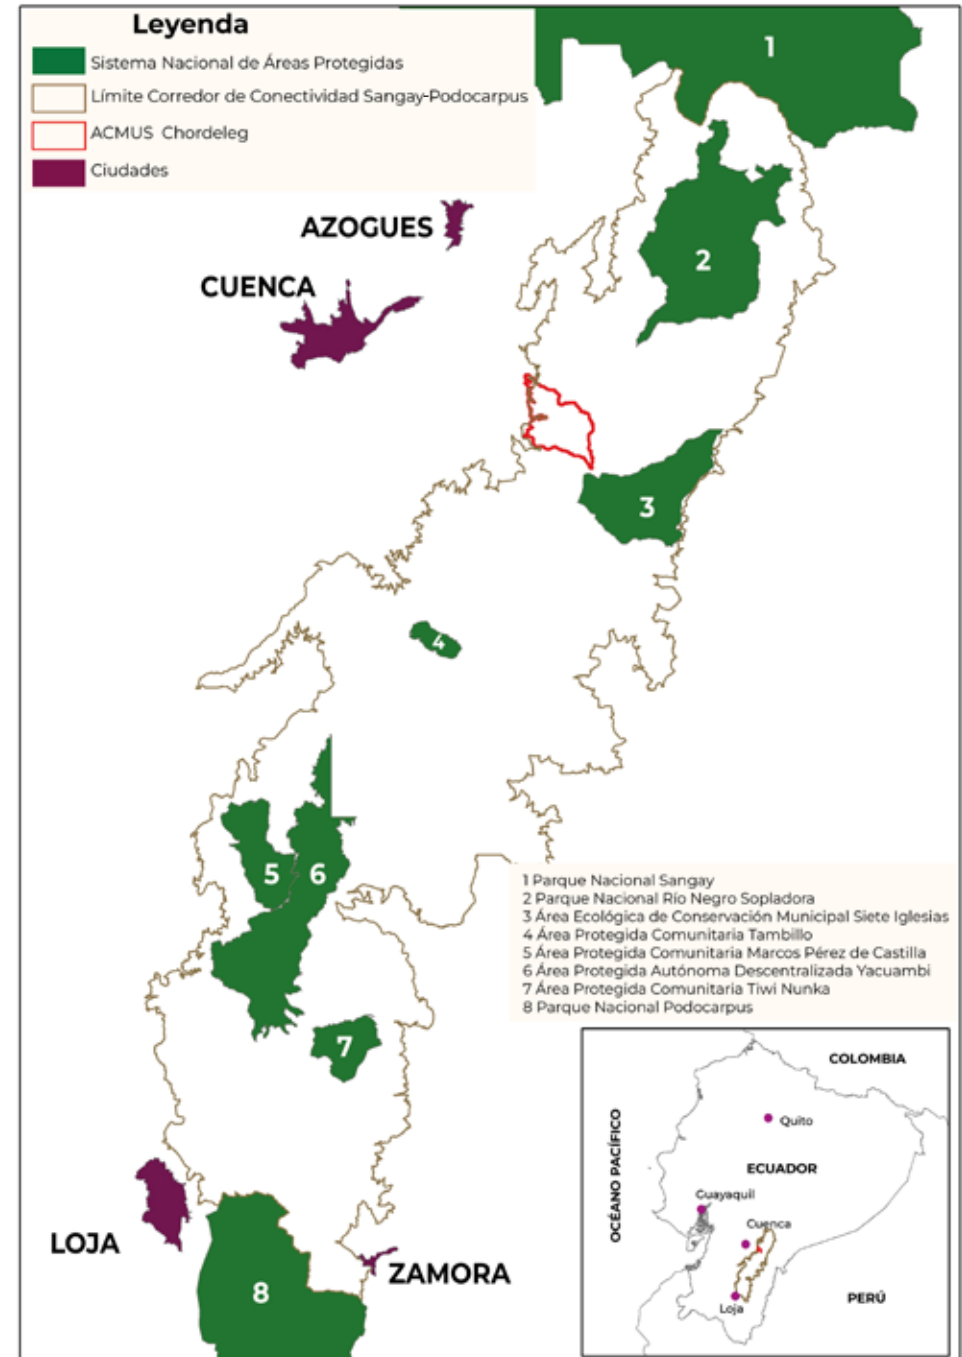 Leyenda
Sistema Nacional de Áreas Protegidas
Límite Corredor de Conectividad Sangay-Podocarpus
ACMUS Chordeleg
Ciudades
1
AZOGUES
2
CUENCA
3
4
5
6
1 Parque Nacional Sangay
2 Parque Nacional Río Negro Sopladora
3 Área Ecológica de Conservación Municipal Siete Iglesias
4 Área Protegida Comunitaria Tambillo
5 Área Protegida Comunitaria Marcos Pérez de Castilla
6 Área Protegida Autónoma Descentralizada Yacuambi
7 Área Protegida Comunitaria Tiwi Nunka
8 Parque Nacional Podocarpus
7
LOJA
ZAMORA
8
COLOMBIA
OCÉANO PACÍFICO
Quito
ECUADOR
Guayaquil
Cuenca
PERÚ
Loja